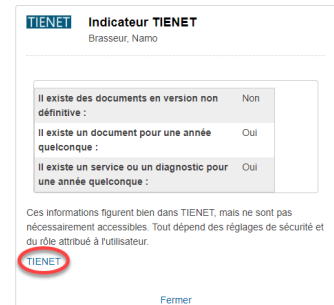 TIENET Indicateur TIENET
Brasseur, Namo
Il existe des documents en version non Non
définitive :
Il existe un document pour une année Oui
quelconque :
Il existe un service ou un diagnostic pour Oui
une année quelconque :
Ces informations figurent bien dans TIENET, mais ne sont pas
nécessairement accessibles. Tout dépend des réglages de sécurité et
du rôle attribué à l'utilisateur.
TIENET
Fermer